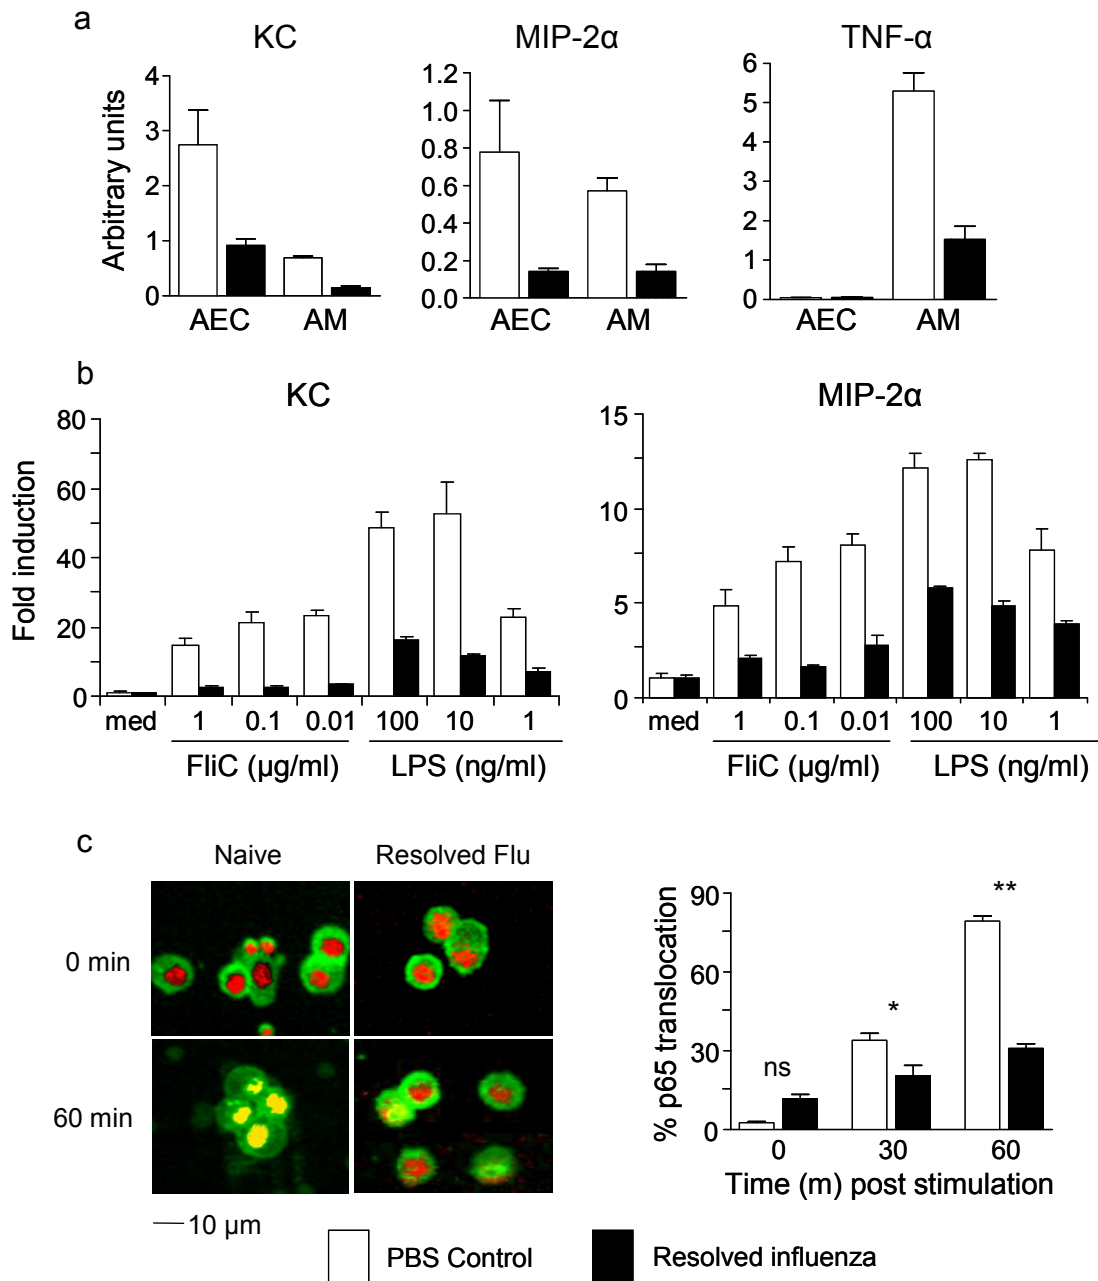 a
KC
MIP-2α
TNF-α
Arbitrary units
4
3
2
1
0
1.2
1.0
0.8
0.6
0.4
0.2
0.0
6
5
4
3
2
1
0
AEC AM
AEC AM
AEC AM
b
KC
MIP-2α
Fold induction
80
60
40
20
0
15
10
5
0
med 1 0.1 0.01 100 10 1
FliC (µg/ml) LPS (ng/ml)
med 1 0.1 0.01 100 10 1
FliC (µg/ml) LPS (ng/ml)
c
Naive Resolved Flu
0 min
60 min
10 µm
% p65 translocation
90
60
30
0
ns
*
**
0 30 60
Time (m) post stimulation
PBS Control
Resolved influenza